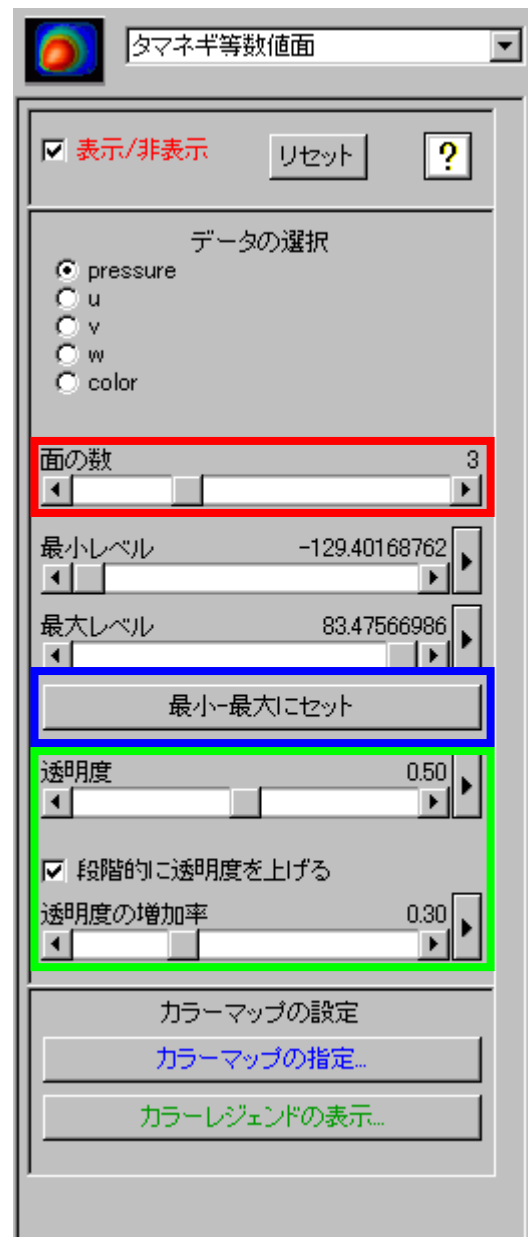 タマネギ等数値面
表示/非表示 リセット ?
データの選択
pressure
u
v
w
color
面の数 3
最小レベル -129.40168762
最大レベル 83.47566986
最小-最大にセット
透明度 0.50
段階的に透明度を上げる
透明度の増加率 0.30
カラーマップの設定
カラーマップの指定...
カラーレジェンドの表示...